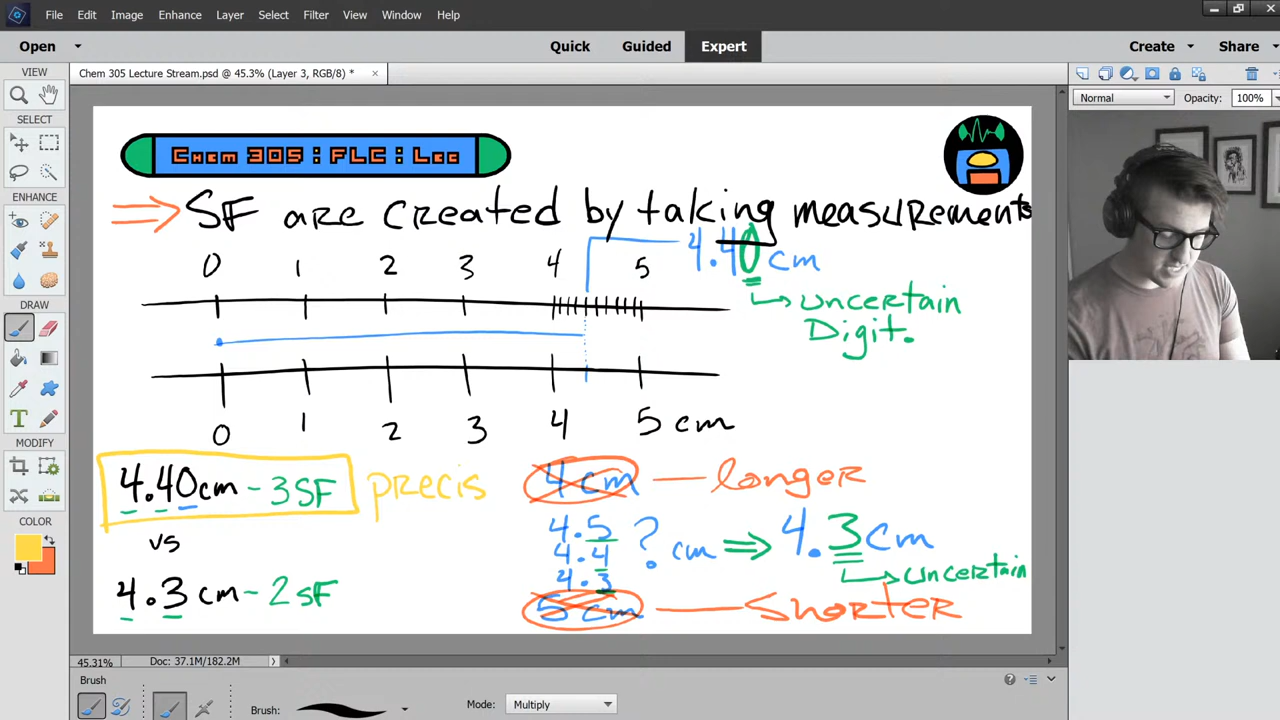 File Edit Image Enhance Layer Select Filter View Window Help
Open Quick Guided Expert Create Share
VIEW
SELECT
ENHANCE
DRAW
MODIFY
COLOR
Chem 305 Lecture Stream.psd @ 45.3% (Layer 3, RGB/8) * ×
Normal Opacity: 100%
Chem 305 : FLC : Lec
⇒ SF are created by taking measurements
4.40 cm
0 1 2 3 4 5
→ uncertain
Digit.
0 1 2 3 4 5 cm
4.40cm - 3SF precis
vs
4.3 cm - 2SF
4 cm — longer
4.5
4.4 ? cm ⇒ 4.3cm
4.3
→ uncertain
5 cm — Shorter
45.31% Doc: 37.1M/182.2M
Brush
Brush: Mode: Multiply